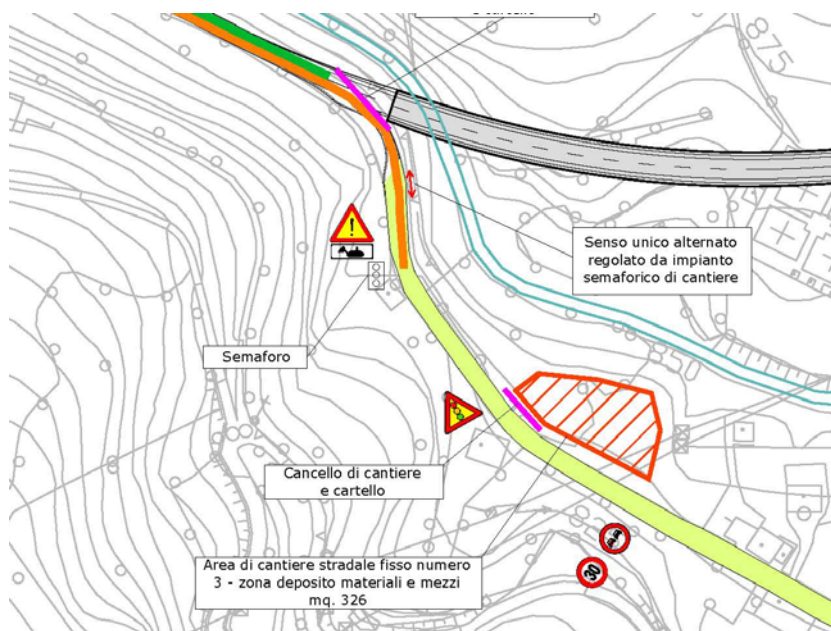 875
Senso unico alternato
regolato da impianto
semaforico di cantiere
Semaforo
Cancello di cantiere
e cartello
Area di cantiere stradale fisso numero
3 - zona deposito materiali e mezzi
mq. 326
30